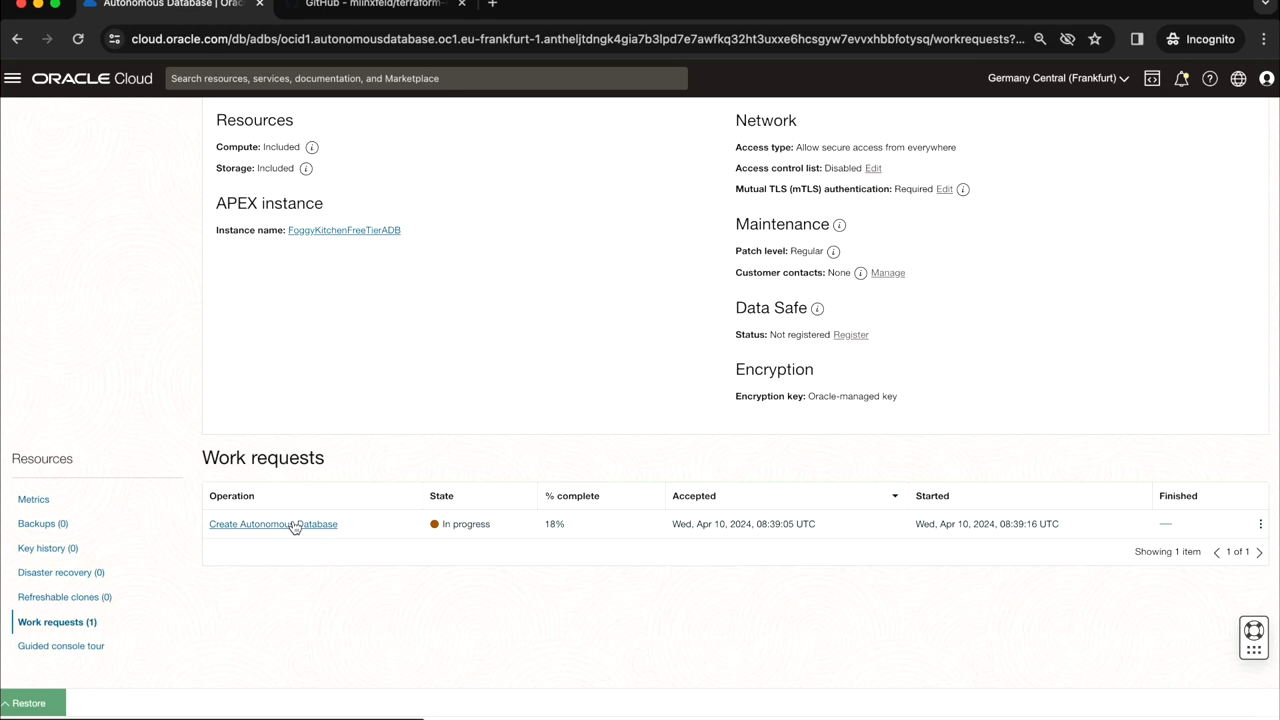 Autonomous Database | Orac
GitHub - mlinxfeld/terraform-
cloud.oracle.com/db/adbs/ocid1.autonomousdatabase.oc1.eu-frankfurt-1.antheljtdngk4gia7b3lpd7e7awfkq32ht3uxxe6hcsgyw7evvxhbbfotysq/workrequests?...
Incognito
ORACLE Cloud
Search resources, services, documentation, and Marketplace
Germany Central (Frankfurt)
Resources
Compute: Included
Storage: Included
APEX instance
Instance name: FoggyKitchenFreeTierADB
Network
Access type: Allow secure access from everywhere
Access control list: Disabled Edit
Mutual TLS (mTLS) authentication: Required Edit
Maintenance
Patch level: Regular
Customer contacts: None Manage
Data Safe
Status: Not registered Register
Encryption
Encryption key: Oracle-managed key
Resources
Metrics
Backups (0)
Key history (0)
Disaster recovery (0)
Refreshable clones (0)
Work requests (1)
Guided console tour
Work requests
Operation State % complete Accepted Started Finished
Create Autonomous Database In progress 18% Wed, Apr 10, 2024, 08:39:05 UTC Wed, Apr 10, 2024, 08:39:16 UTC —
Showing 1 item 1 of 1
Restore